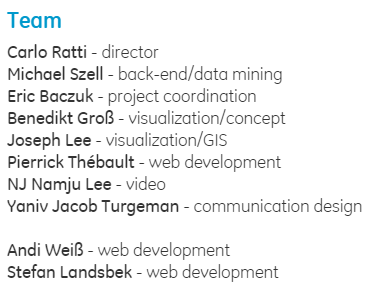 Team
Carlo Ratti - director
Michael Szell - back-end/data mining
Eric Baczuk - project coordination
Benedikt Groß - visualization/concept
Joseph Lee - visualization/GIS
Pierrick Thébault - web development
NJ Namju Lee - video
Yaniv Jacob Turgeman - communication design
Andi Weiß - web development
Stefan Landsbek - web development